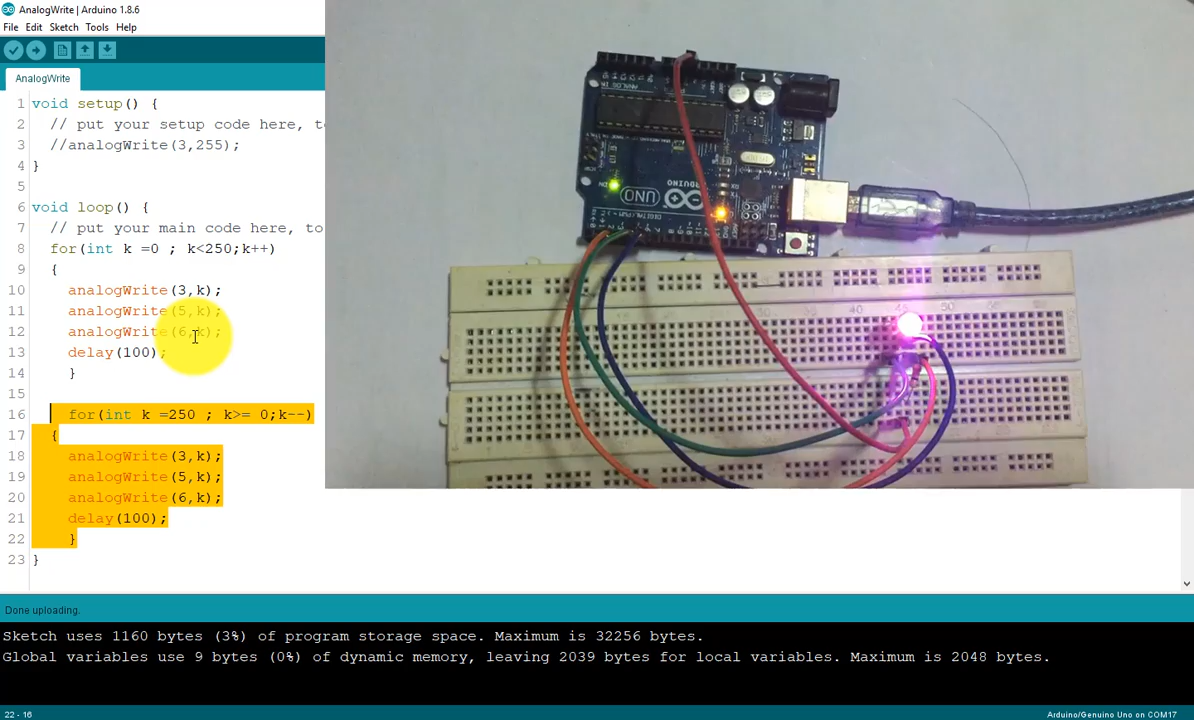 AnalogWrite | Arduino 1.8.6
File Edit Sketch Tools Help
AnalogWrite
1 void setup() {
2 // put your setup code here, to
3 //analogWrite(3,255);
4 }
5
6 void loop() {
7 // put your main code here, to
8 for(int k =0 ; k<250;k++)
9 {
10 analogWrite(3,k);
11 analogWrite(5,k);
12 analogWrite(6,k);
13 delay(100);
14 }
15
16 for(int k =250 ; k>= 0;k--)
17 {
18 analogWrite(3,k);
19 analogWrite(5,k);
20 analogWrite(6,k);
21 delay(100);
22 }
23 }
UNO
ARDUINO
40 45 50
Done uploading.
Sketch uses 1160 bytes (3%) of program storage space. Maximum is 32256 bytes.
Global variables use 9 bytes (0%) of dynamic memory, leaving 2039 bytes for local variables. Maximum is 2048 bytes.
22 - 16
Arduino/Genuino Uno on COM17